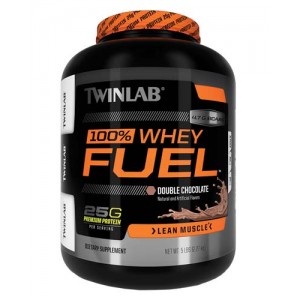 TWINLAB®
100% WHEY
FUEL
DOUBLE CHOCOLATE
Natural and Artificial Flavors
25G
PREMIUM PROTEIN
PER SERVING
LEAN MUSCLE
DIETARY SUPPLEMENT
TWINLAB